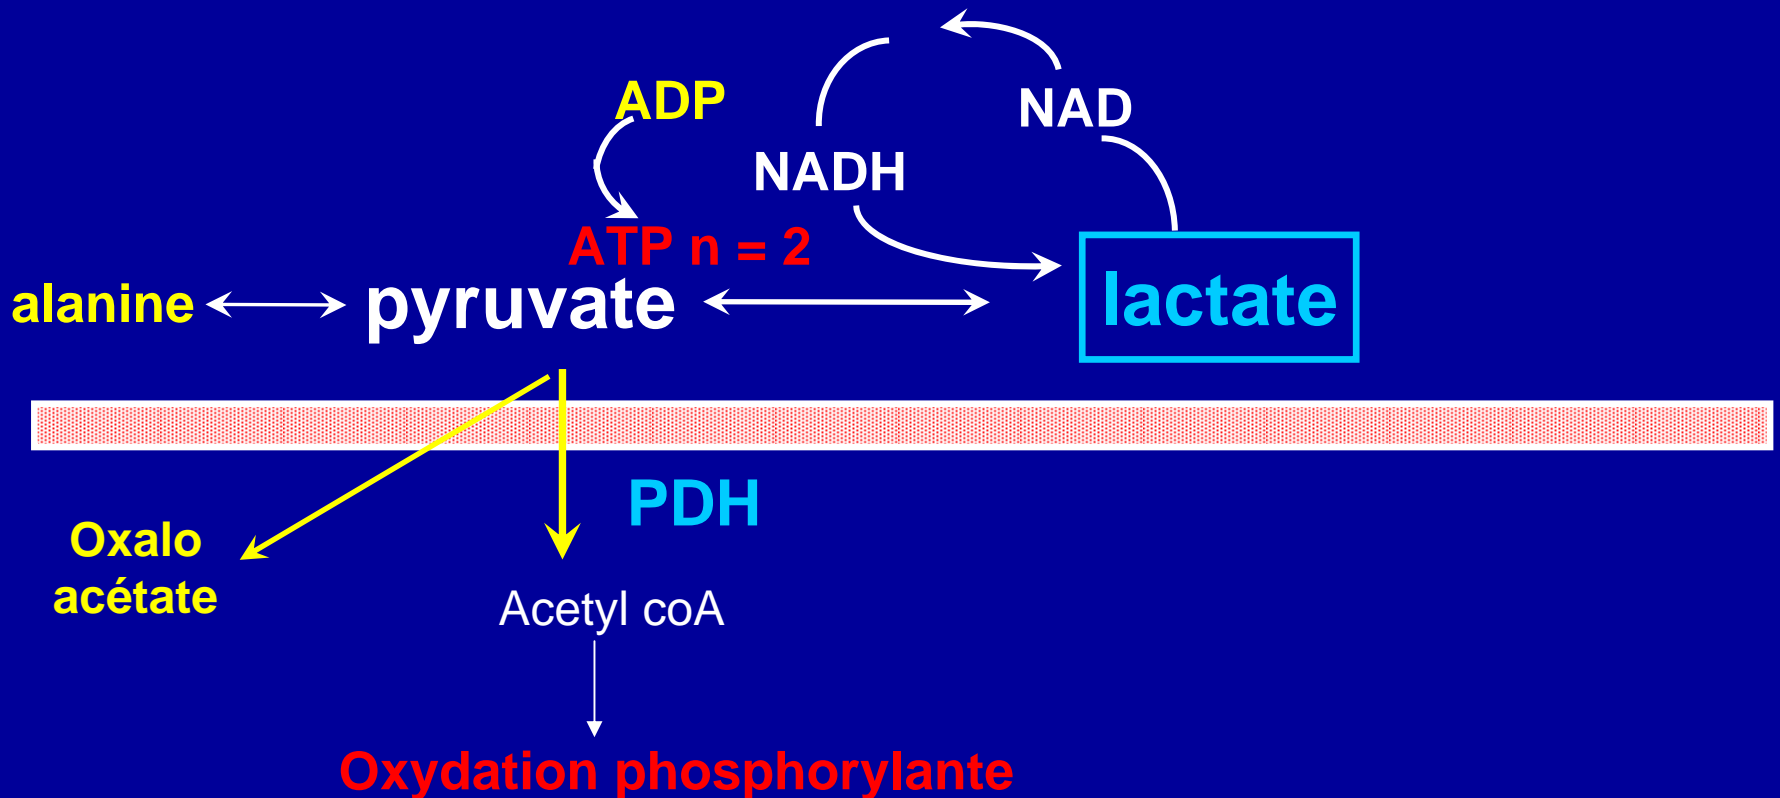 ADP
NAD
NADH
ATP n = 2
alanine
pyruvate
lactate
PDH
Oxalo
acétate
Acetyl coA
Oxydation phosphorylante